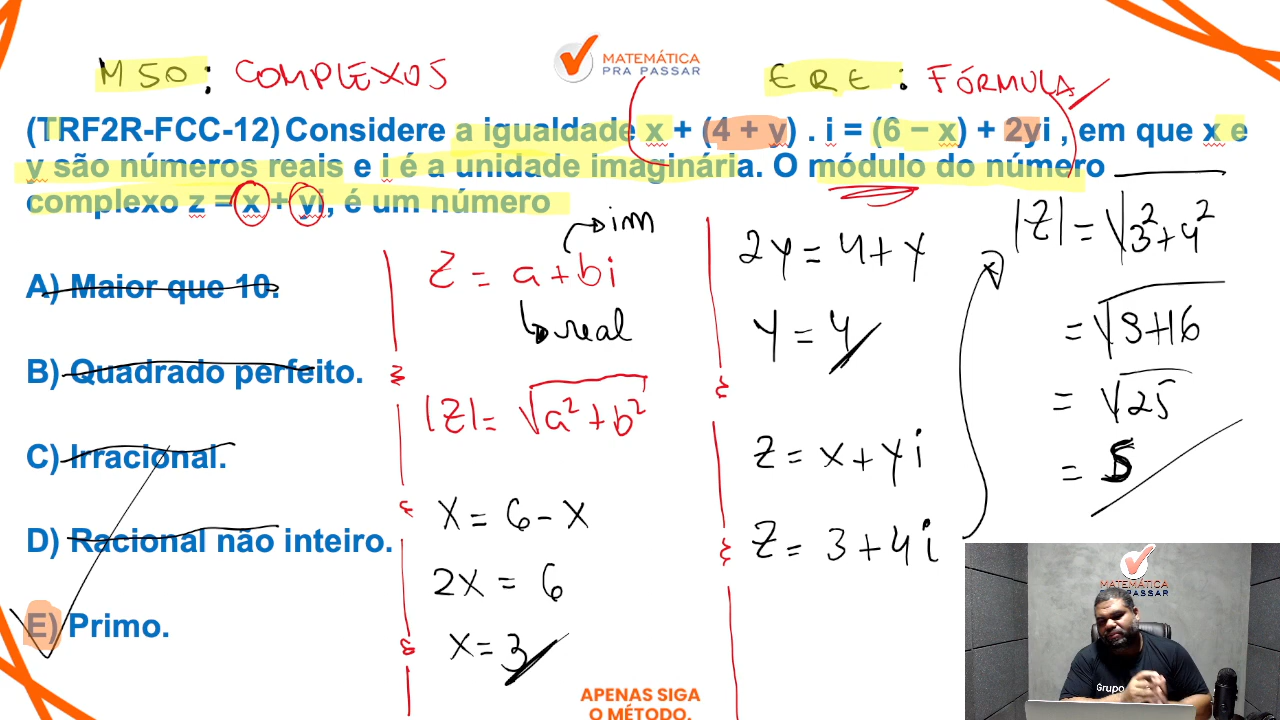 M50 : COMPLEXOS
MATEMÁTICA
PRA PASSAR
ERE : FÓRMULA
(TRF2R-FCC-12) Considere a igualdade x + (4 + y) . i = (6 − x) + 2yi , em que x e
y são números reais e i é a unidade imaginária. O módulo do número
complexo z = x + yi, é um número
A) Maior que 10.
B) Quadrado perfeito.
C) Irracional.
D) Racional não inteiro.
E) Primo.
im
Z = a+bi
real
|Z| = √a²+b²
X = 6-X
2X = 6
X = 3
2y = 4+y
y = 4
Z = x+yi
Z = 3+4i
|Z| = √3²+4²
= √9+16
= √25
= 5
MATEMÁTICA
PRA PASSAR
Grupo
APENAS SIGA
O MÉTODO.